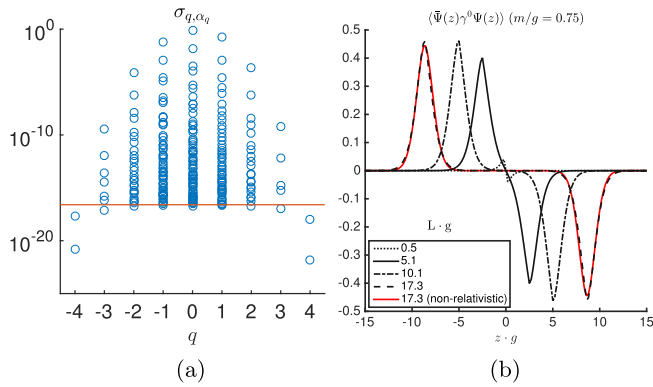 σ_{q,α_q}
10^0
10^{-10}
10^{-20}
-4 -3 -2 -1 0 1 2 3 4
q
(a)
⟨Ψ̄(z)γ^0Ψ(z)⟩ (m/g = 0.75)
0.5
0.4
0.3
0.2
0.1
0
-0.1
-0.2
-0.3
-0.4
-0.5
L · g
0.5
5.1
10.1
17.3
17.3 (non-relativistic)
-15 -10 -5 0 5 10 15
z · g
(b)